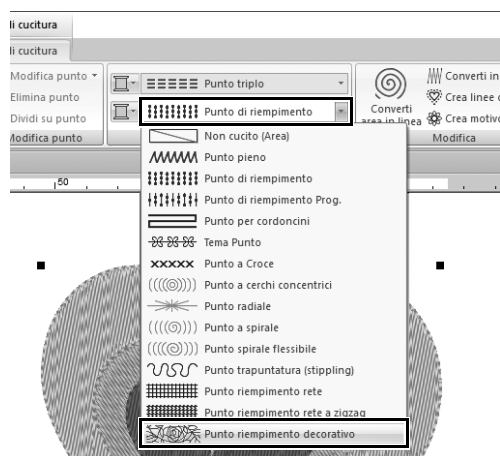 di cucitura
di cucitura
Modifica punto
Elimina punto
Dividi su punto
Modifica punto
Punto triplo
Punto di riempimento
Converti
area in linea
Converti in
Crea linee
Crea motivo
Modifica
Non cucito (Area)
Punto pieno
Punto di riempimento
Punto di riempimento Prog.
Punto per cordoncini
Tema Punto
Punto a Croce
Punto a cerchi concentrici
Punto radiale
Punto a spirale
Punto spirale flessibile
Punto trapuntatura (stippling)
Punto riempimento rete
Punto riempimento rete a zigzag
Punto riempimento decorativo
50